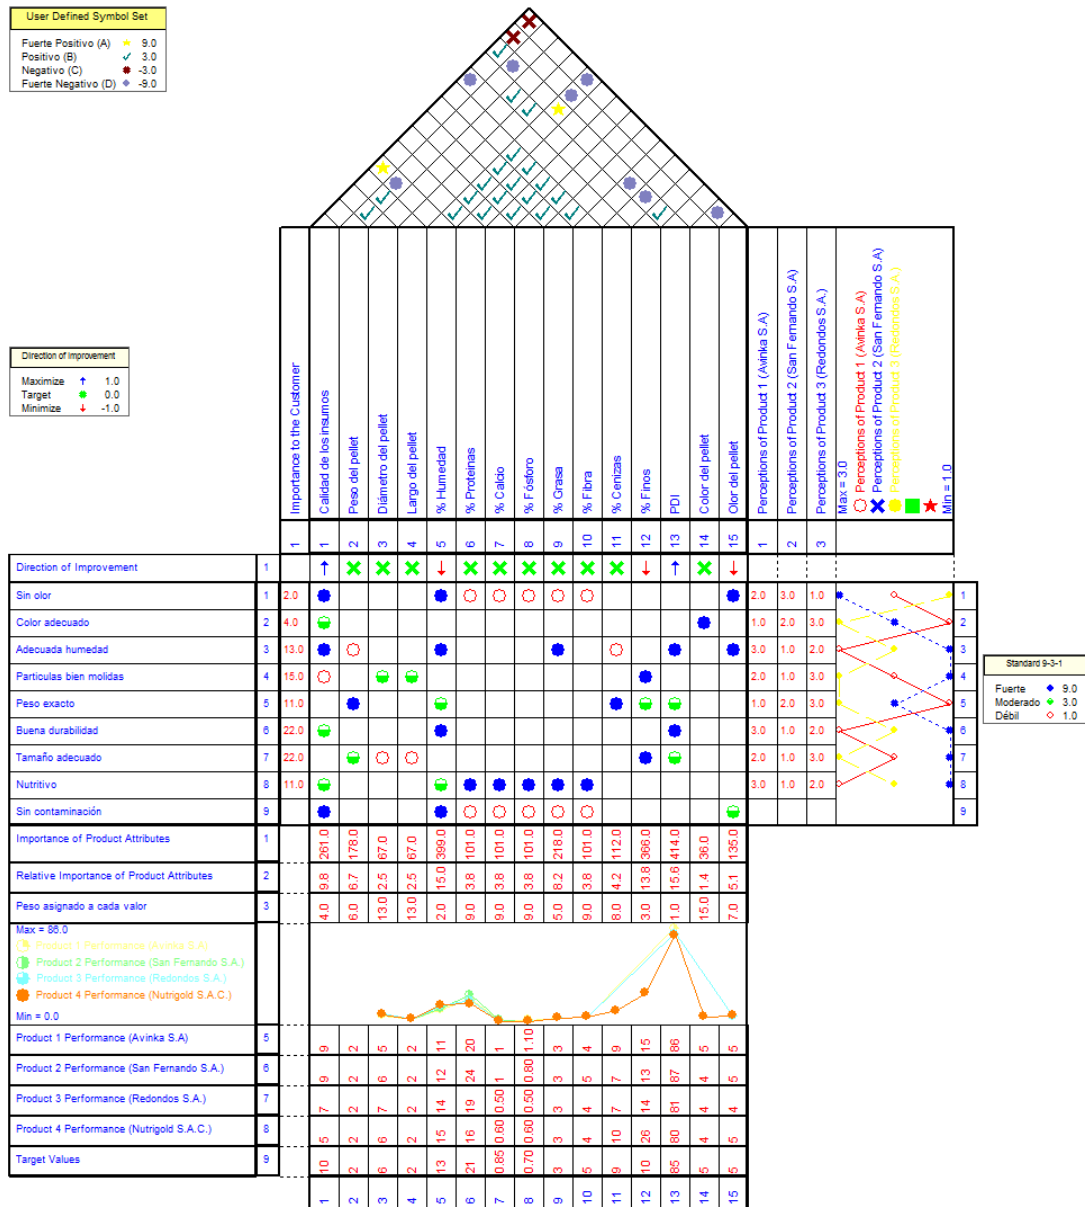 User Defined Symbol Set
Fuerte Positivo (A) 9.0
Positivo (B) 3.0
Negativo (C) -3.0
Fuerte Negativo (D) -9.0
Direction of Improvement
Maximize 1.0
Target 0.0
Minimize -1.0
Importance to the Customer
Calidad de los insumos
Peso del pellet
Diámetro del pellet
Largo del pellet
% Humedad
% Proteinas
% Calcio
% Fósforo
% Grasa
% Fibra
% Cenizas
% Finos
PDI
Color del pellet
Olor del pellet
Perceptions of Product 1 (Avinka S.A)
Perceptions of Product 2 (San Fernando S.A)
Perceptions of Product 3 (Redondos S.A.)
Max = 3.0
Perceptions of Product 1 (Avinka S.A)
Perceptions of Product 2 (San Fernando S.A)
Perceptions of Product 3 (Redondos S.A.)
Min = 1.0
1 1 2 3 4 5 6 7 8 9 10 11 12 13 14 15 1 2 3
Direction of Improvement 1
Sin olor 1 2.0 2.0 3.0 1.0 1
Color adecuado 2 4.0 1.0 2.0 3.0 2
Adecuada humedad 3 13.0 3.0 1.0 2.0 3
Particulas bien molidas 4 15.0 2.0 1.0 3.0 4
Peso exacto 5 11.0 1.0 2.0 3.0 5
Buena durabilidad 6 22.0 3.0 1.0 2.0 6
Tamaño adecuado 7 22.0 2.0 1.0 3.0 7
Nutritivo 8 11.0 3.0 1.0 2.0 8
Sin contaminación 9 9
Standard 9-3-1
Fuerte 9.0
Moderado 3.0
Débil 1.0
Importance of Product Attributes 1 261.0 178.0 67.0 67.0 399.0 101.0 101.0 101.0 218.0 101.0 112.0 366.0 414.0 36.0 135.0
Relative Importance of Product Attributes 2 9.8 6.7 2.5 2.5 15.0 3.8 3.8 3.8 8.2 3.8 4.2 13.8 15.6 1.4 5.1
Peso asignado a cada valor 3 4.0 6.0 13.0 13.0 2.0 9.0 9.0 9.0 5.0 9.0 8.0 3.0 1.0 15.0 7.0
Max = 86.0
Product 1 Performance (Avinka S.A)
Product 2 Performance (San Fernando S.A.)
Product 3 Performance (Redondos S.A.)
Product 4 Performance (Nutrigold S.A.C.)
Min = 0.0
Product 1 Performance (Avinka S.A) 5 9 2 5 2 11 20 1 1.10 3 4 9 15 86 5 5
Product 2 Performance (San Fernando S.A.) 6 9 2 6 2 12 24 1 0.80 3 5 7 13 87 4 5
Product 3 Performance (Redondos S.A.) 7 7 2 7 2 14 19 0.50 0.50 3 4 7 14 81 4 4
Product 4 Performance (Nutrigold S.A.C.) 8 5 2 6 2 15 16 0.60 0.60 3 4 10 26 80 4 5
Target Values 9 10 2 6 2 13 21 0.85 0.70 3 5 9 10 85 5 5
1 2 3 4 5 6 7 8 9 10 11 12 13 14 15